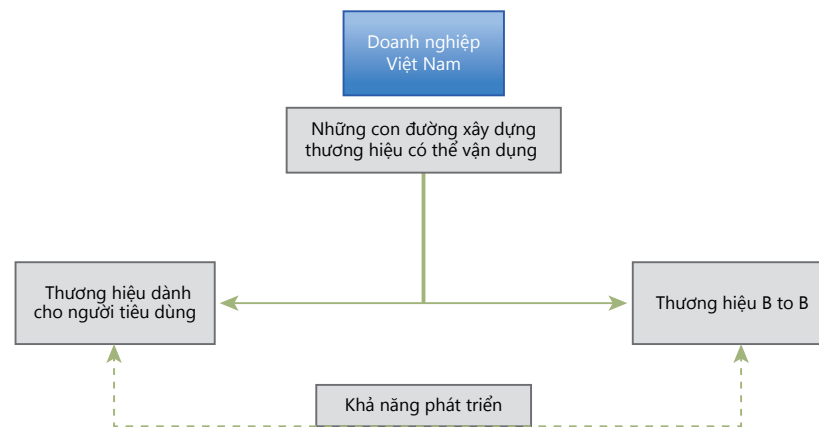 Doanh nghiệp
Việt Nam
Những con đường xây dựng
thương hiệu có thể vận dụng
Thương hiệu dành
cho người tiêu dùng
Thương hiệu B to B
Khả năng phát triển